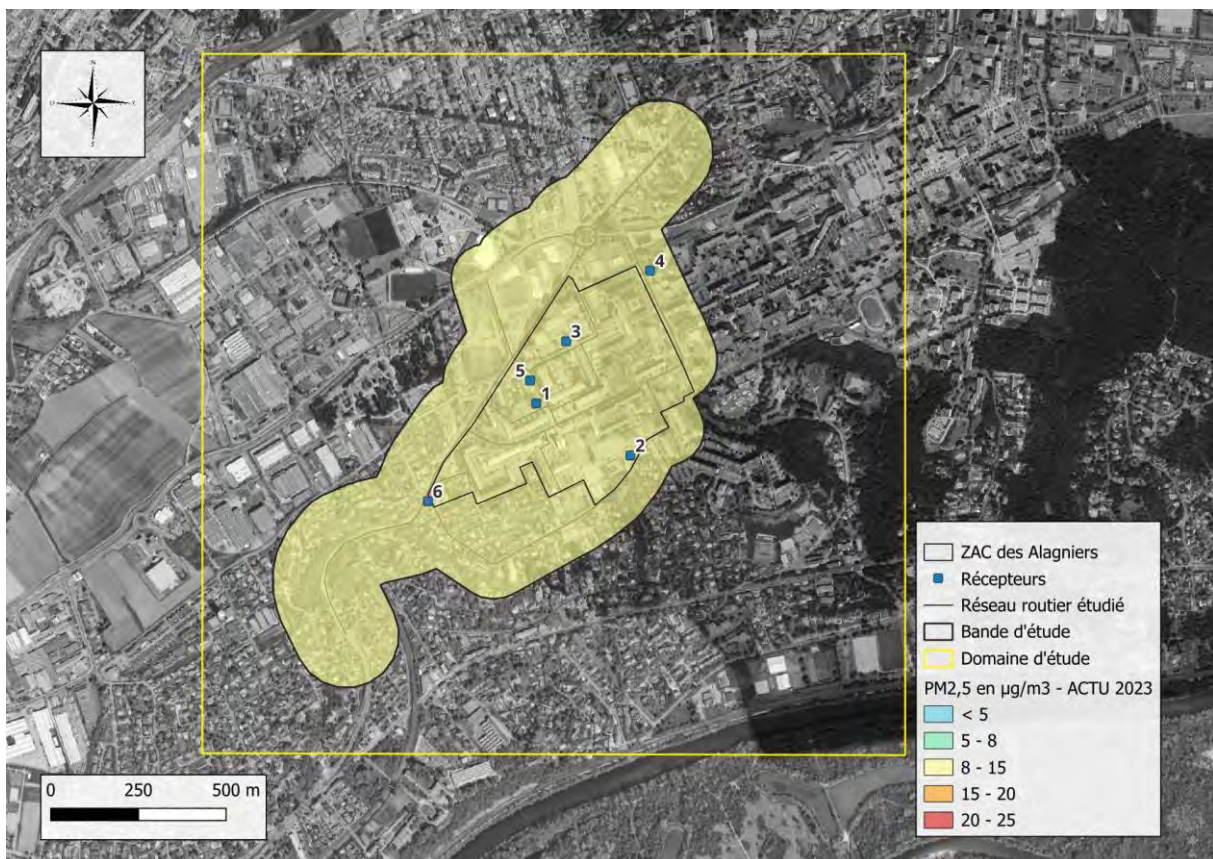 N
O
E
S
4
3
5
1
2
6
ZAC des Alagniers
Récepteurs
Réseau routier étudié
Bande d'étude
Domaine d'étude
PM2,5 en µg/m3 - ACTU 2023
< 5
5 - 8
8 - 15
15 - 20
20 - 25
0 250 500 m